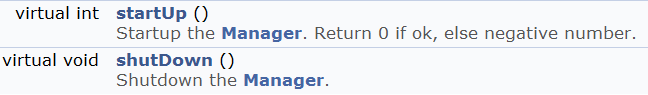 virtual int startUp ()
Startup the Manager. Return 0 if ok, else negative number.
virtual void shutDown ()
Shutdown the Manager.